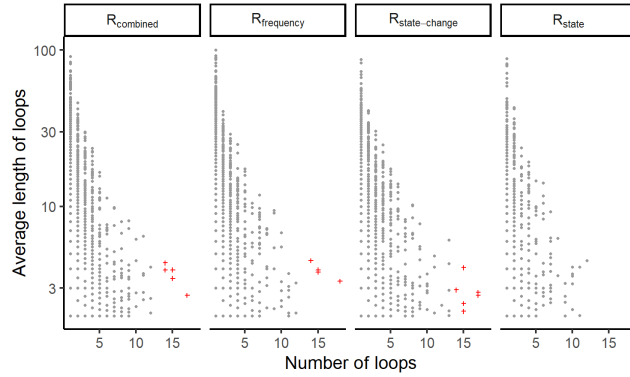 R_combined R_frequency R_state−change R_state
Average length of loops
100
30
10
3
5 10 15 5 10 15 5 10 15 5 10 15
Number of loops